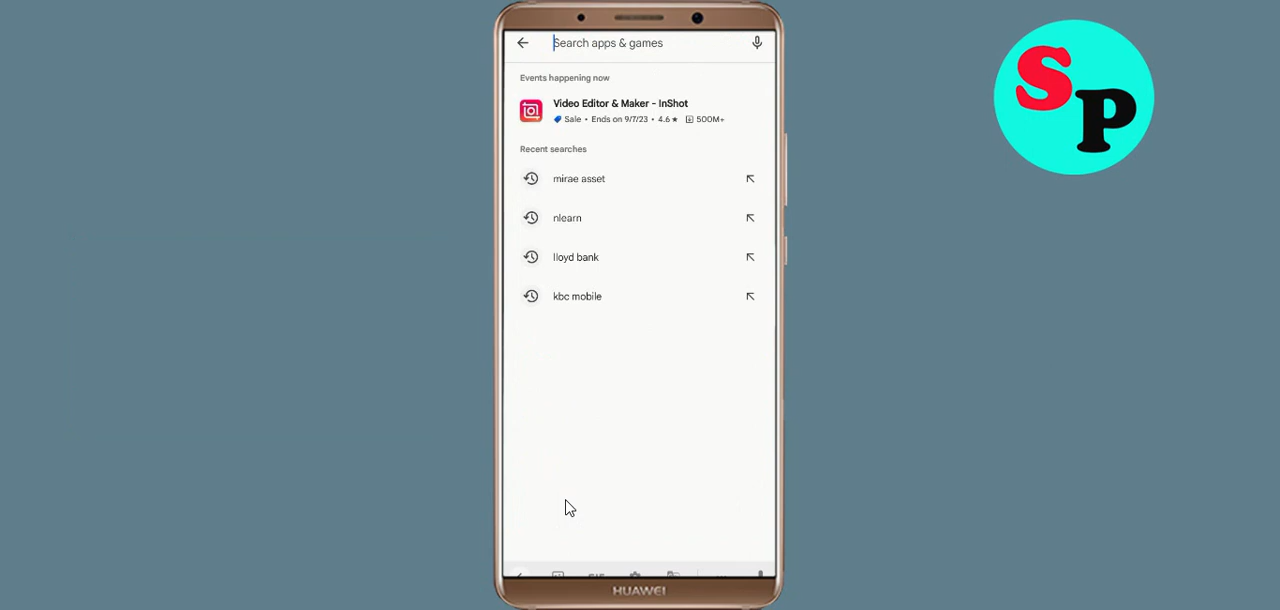 Search apps & games
Events happening now
Video Editor & Maker - InShot
Sale • Ends on 9/7/23 • 4.6★ 500M+
Recent searches
mirae asset
nlearn
lloyd bank
kbc mobile
HUAWEI
SP